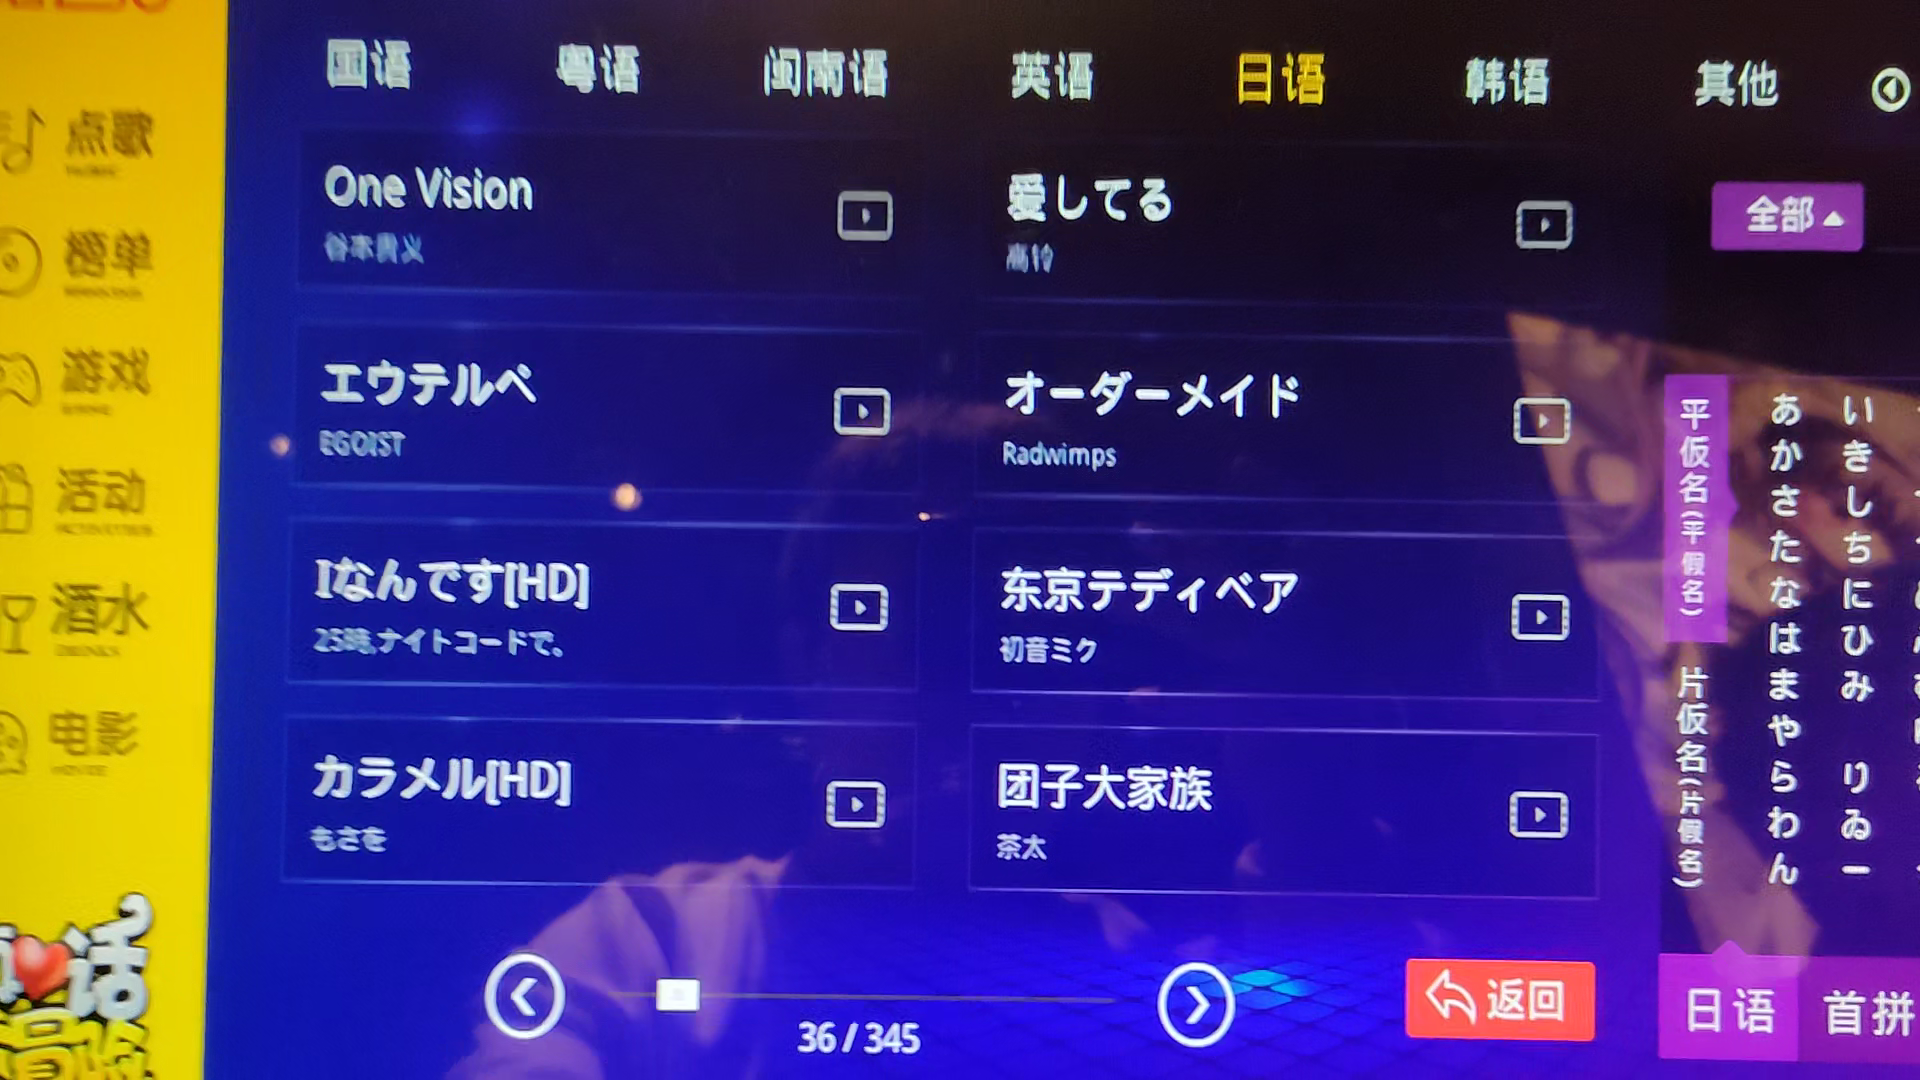 国语 粤语 闽南语 英语 日语 韩语 其他
点歌
榜单
游戏
活动
酒水
电影
话
One Vision
谷本貴义
愛してる
高铃
全部
エウテルペ
EGOIST
オーダーメイド
Radwimps
Iなんです[HD]
25時,ナイトコードで。
东京テディベア
初音ミク
カラメル[HD]
もさを
团子大家族
茶太
平仮名(平假名)
片仮名(片假名)
あかさたなはまやらわん
いきしちにひみ りゐー
36 / 345
返回
日语
首拼